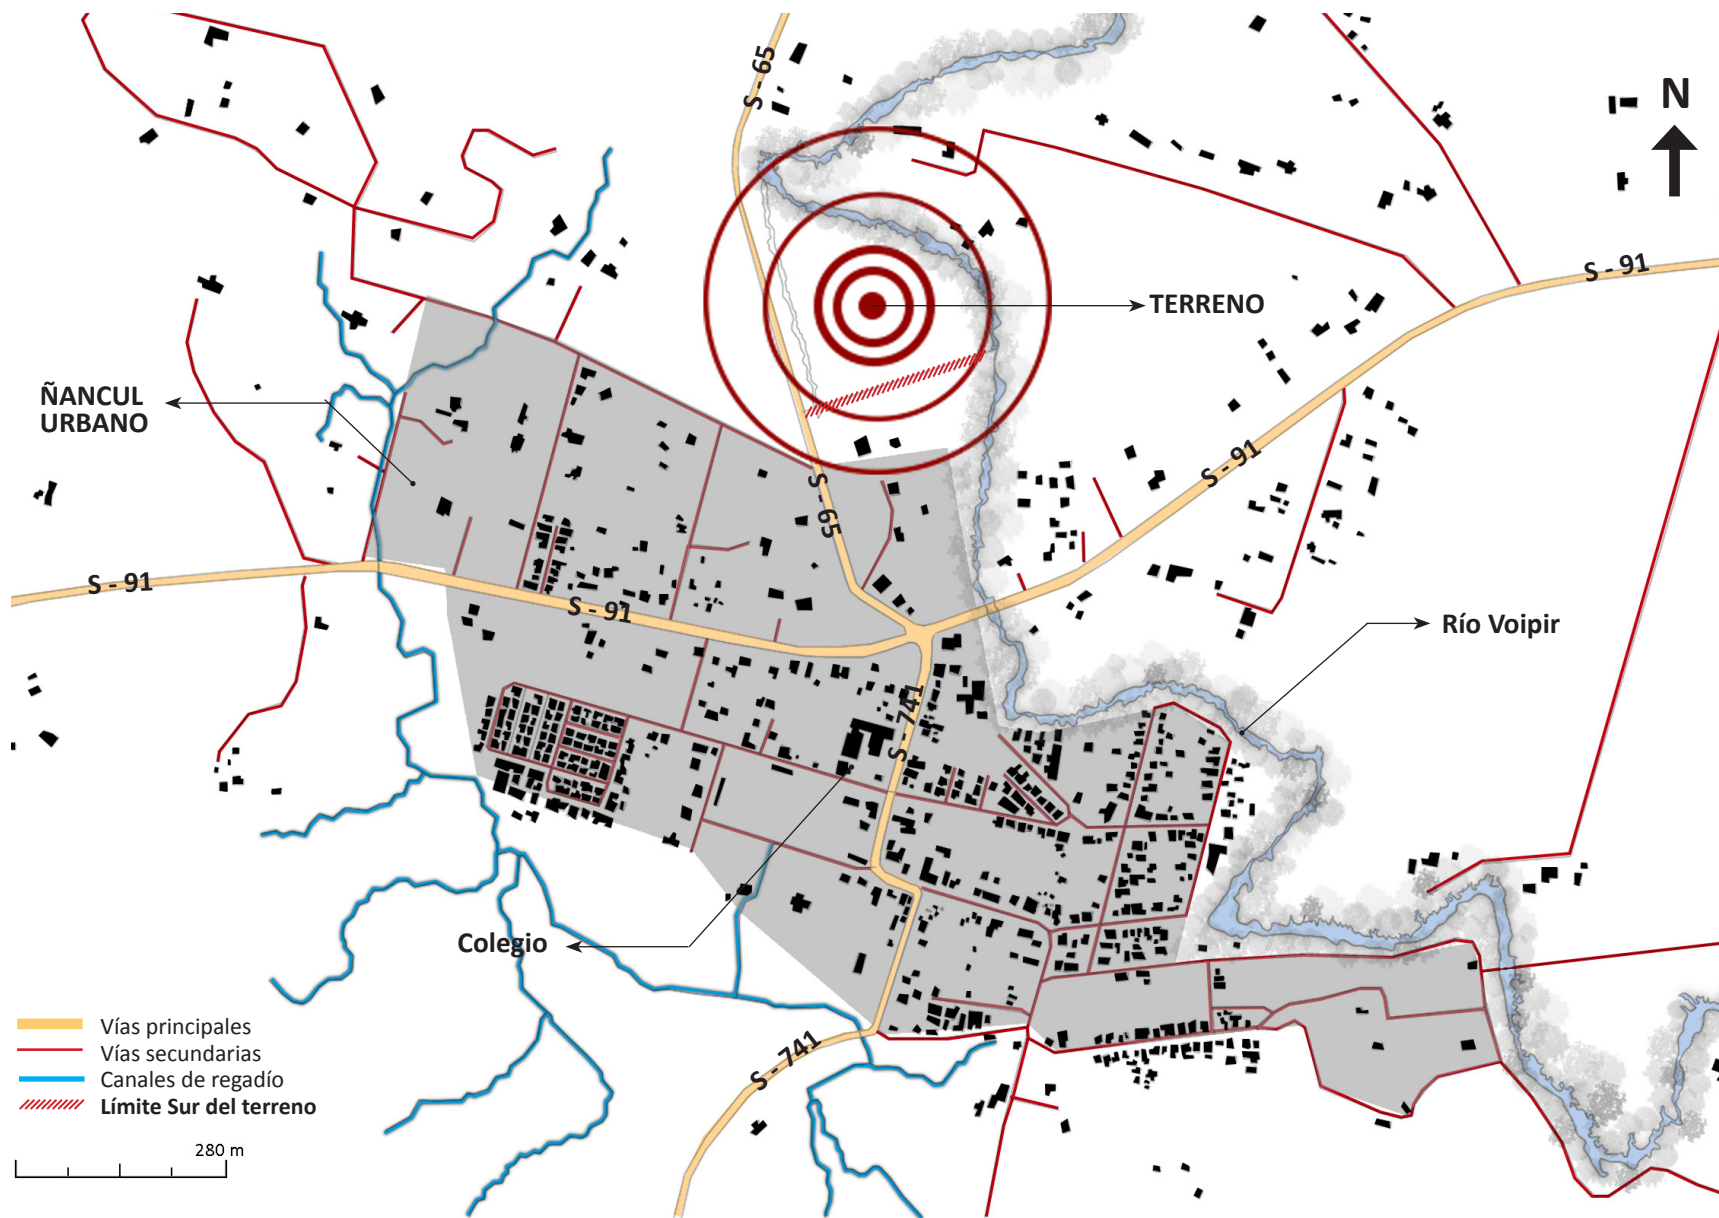 S - 65
N
S - 91
TERRENO
ÑANCUL
URBANO
S - 91
S - 65
S - 91
S - 91
Río Voipir
S - 741
Colegio
Vías principales
Vías secundarias
Canales de regadío
Límite Sur del terreno
S - 741
280 m